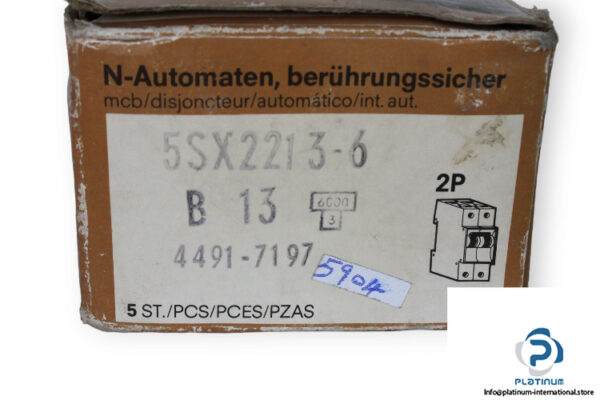 N-Automaten, berührungssicher
mcb/disjoncteur/automático/int. aut.
5SX2213-6
B 13
6000
3
2P
4491-7197
5904
5 ST./PCS/PCES/PZAS
PLATINUM
Info@platinum-international.store